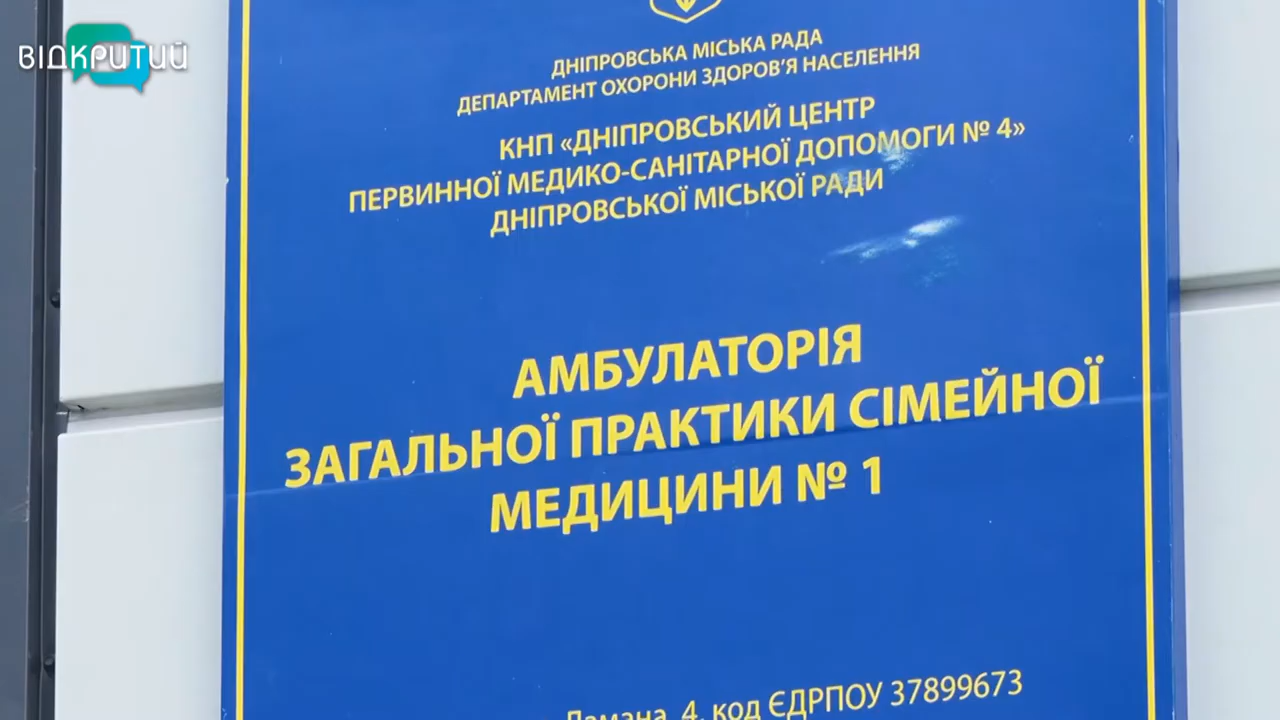 ВІДКРИТИЙ
ДНІПРОВСЬКА МІСЬКА РАДА
ДЕПАРТАМЕНТ ОХОРОНИ ЗДОРОВ'Я НАСЕЛЕННЯ
КНП «ДНІПРОВСЬКИЙ ЦЕНТР
ПЕРВИННОЇ МЕДИКО-САНІТАРНОЇ ДОПОМОГИ № 4»
ДНІПРОВСЬКОЇ МІСЬКОЇ РАДИ
АМБУЛАТОРІЯ
ЗАГАЛЬНОЇ ПРАКТИКИ СІМЕЙНОЇ
МЕДИЦИНИ № 1
4, код ЄДРПОУ 37899673